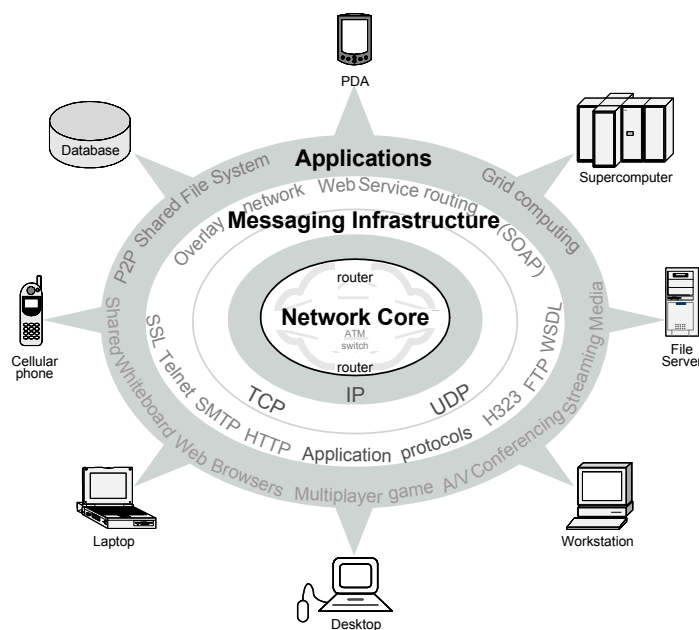 PDA
Database
Supercomputer
Applications
P2P Shared File System
Grid computing
Overlay network Web Service routing (SOAP)
Messaging Infrastructure
router
Network Core
ATM
switch
router
Cellular
phone
File
Server
IP
TCP
UDP
SSL Telnet SMTP HTTP Application protocols H323 FTP WSDL
Shared Whiteboard Web Browsers Multiplayer game A/V Conferencing Streaming Media
Laptop
Workstation
Desktop